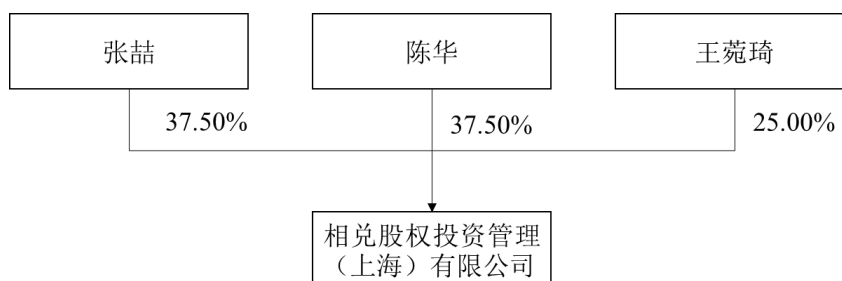 张喆
陈华
王菀琦
37.50%
37.50%
25.00%
相兑股权投资管理
（上海）有限公司